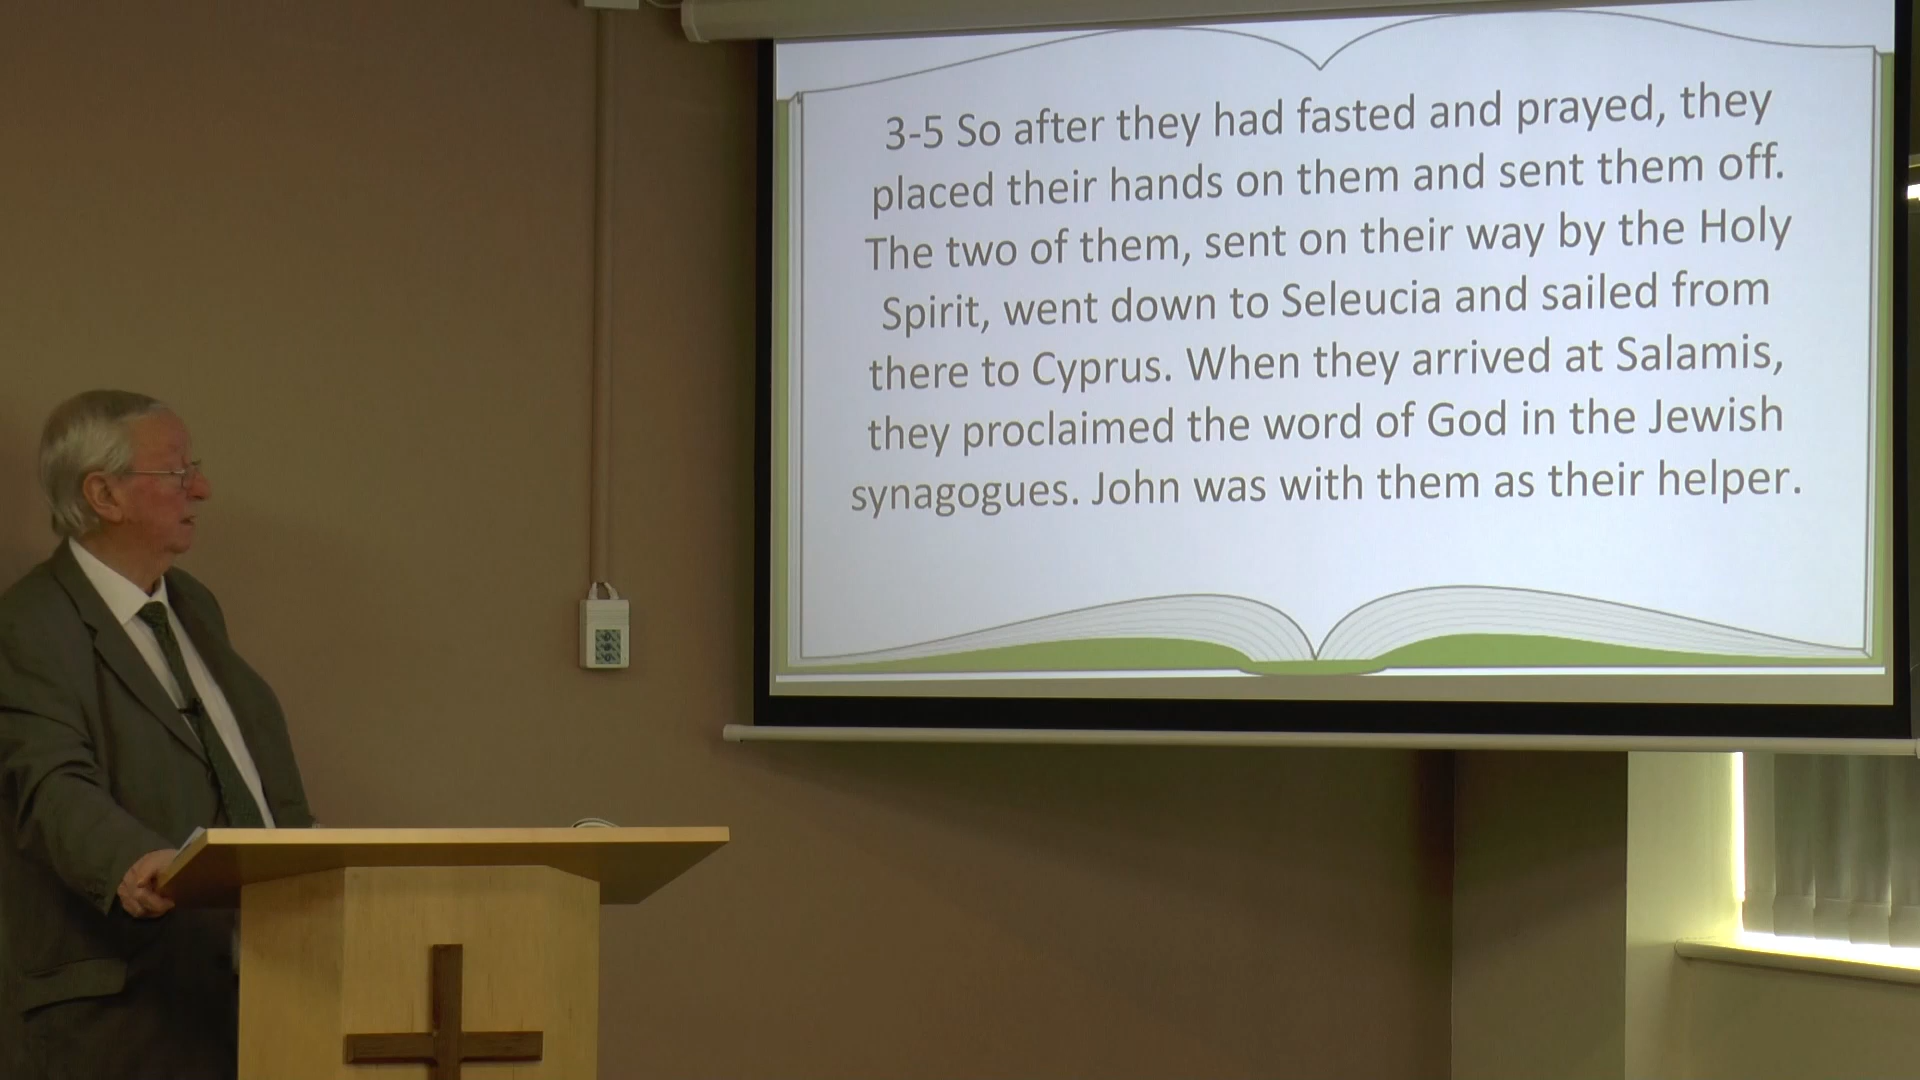 3-5 So after they had fasted and prayed, they
placed their hands on them and sent them off.
The two of them, sent on their way by the Holy
Spirit, went down to Seleucia and sailed from
there to Cyprus. When they arrived at Salamis,
they proclaimed the word of God in the Jewish
synagogues. John was with them as their helper.